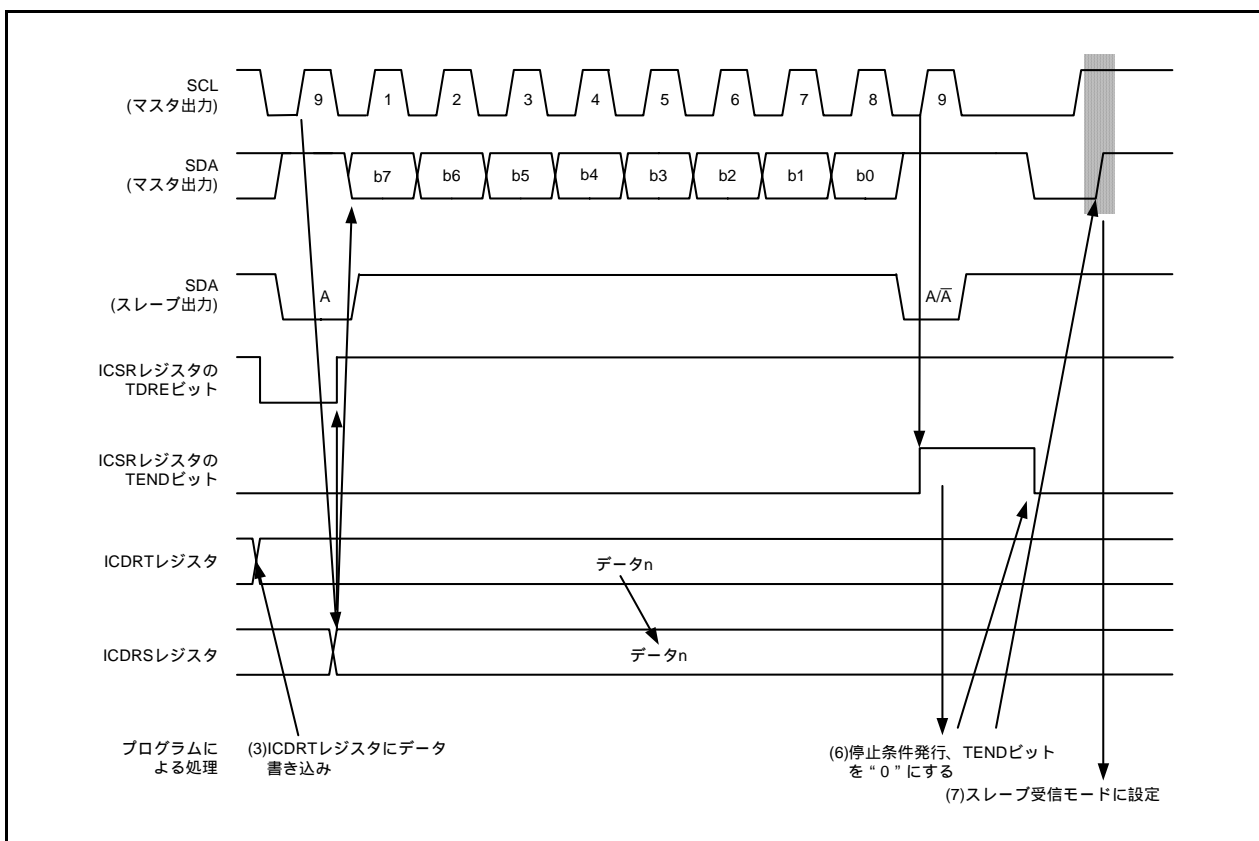 SCL
(マスタ出力)
9 1 2 3 4 5 6 7 8 9
SDA
(マスタ出力)
b7 b6 b5 b4 b3 b2 b1 b0
SDA
(スレーブ出力)
A A/A̅
ICSRレジスタの
TDREビット
ICSRレジスタの
TENDビット
ICDRTレジスタ
データn
ICDRSレジスタ
データn
プログラムに
よる処理
(3)ICDRTレジスタにデータ
書き込み
(6)停止条件発行、TENDビット
を“0”にする
(7)スレーブ受信モードに設定